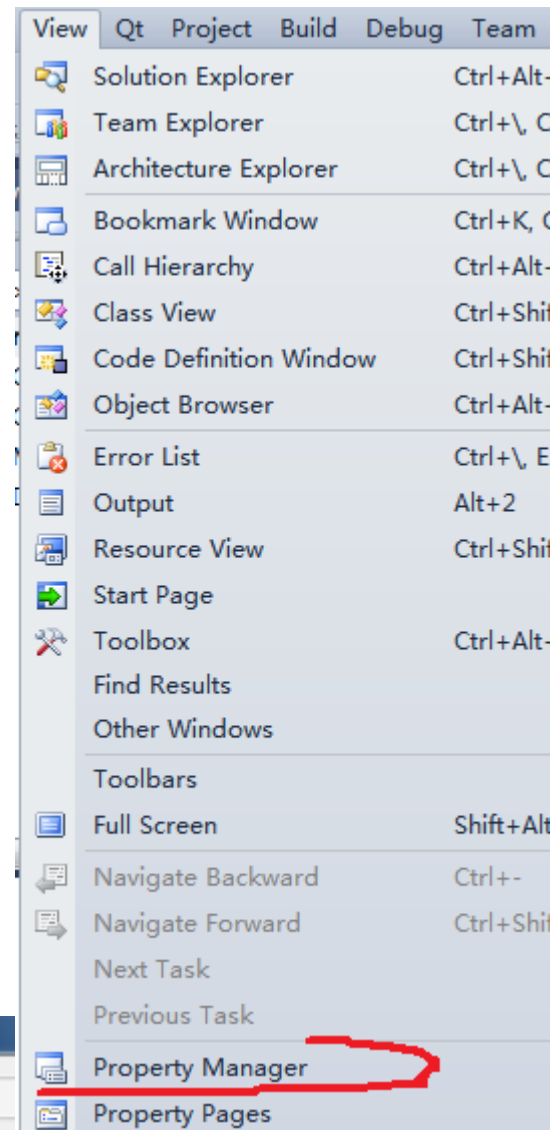 View Qt Project Build Debug Team
Solution Explorer Ctrl+Alt+
Team Explorer Ctrl+\, C
Architecture Explorer Ctrl+\, C
Bookmark Window Ctrl+K,
Call Hierarchy Ctrl+Alt+
Class View Ctrl+Shif
Code Definition Window Ctrl+Shif
Object Browser Ctrl+Alt+
Error List Ctrl+\, E
Output Alt+2
Resource View Ctrl+Shif
Start Page
Toolbox Ctrl+Alt+
Find Results
Other Windows
Toolbars
Full Screen Shift+Alt
Navigate Backward Ctrl+-
Navigate Forward Ctrl+Shif
Next Task
Previous Task
Property Manager
Property Pages